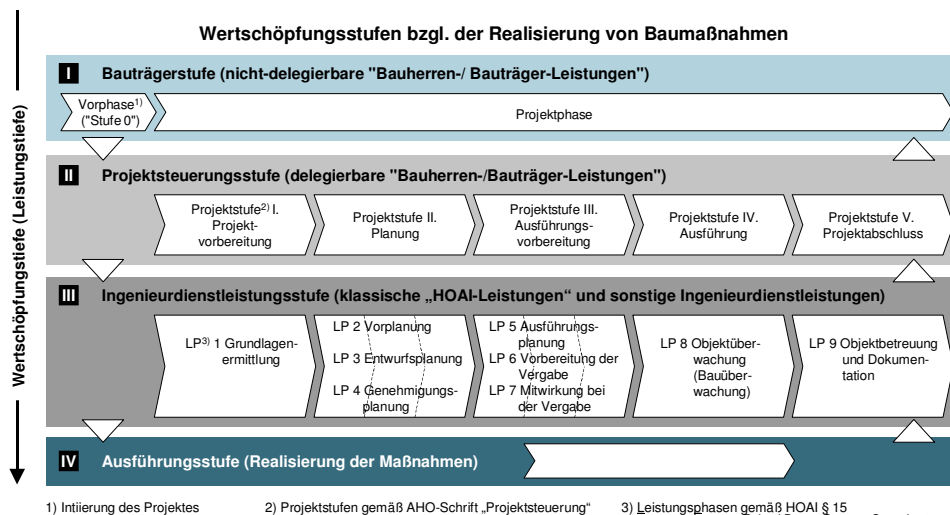 Wertschöpfungsstufen bzgl. der Realisierung von Baumaßnahmen
Wertschöpfungstiefe (Leistungstiefe)
I Bauträgerstufe (nicht-delegierbare "Bauherren-/ Bauträger-Leistungen")
Vorphase1)
("Stufe 0")
Projektphase
II Projektsteuerungsstufe (delegierbare "Bauherren-/Bauträger-Leistungen")
Projektstufe2) I.
Projekt-
vorbereitung
Projektstufe II.
Planung
Projektstufe III.
Ausführungs-
vorbereitung
Projektstufe IV.
Ausführung
Projektstufe V.
Projektabschluss
III Ingenieurdienstleistungsstufe (klassische „HOAI-Leistungen“ und sonstige Ingenieurdienstleistungen)
LP3) 1 Grundlagen-
ermittlung
LP 2 Vorplanung
LP 3 Entwurfsplanung
LP 4 Genehmigungs-
planung
LP 5 Ausführungs-
planung
LP 6 Vorbereitung der
Vergabe
LP 7 Mitwirkung bei
der Vergabe
LP 8 Objektüber-
wachung
(Bauüber-
wachung)
LP 9 Objektbetreuung
und Dokumen-
tation
IV Ausführungsstufe (Realisierung der Maßnahmen)
1) Intiierung des Projektes
2) Projektstufen gemäß AHO-Schrift „Projektsteuerung“
3) Leistungsphasen gemäß HOAI § 15